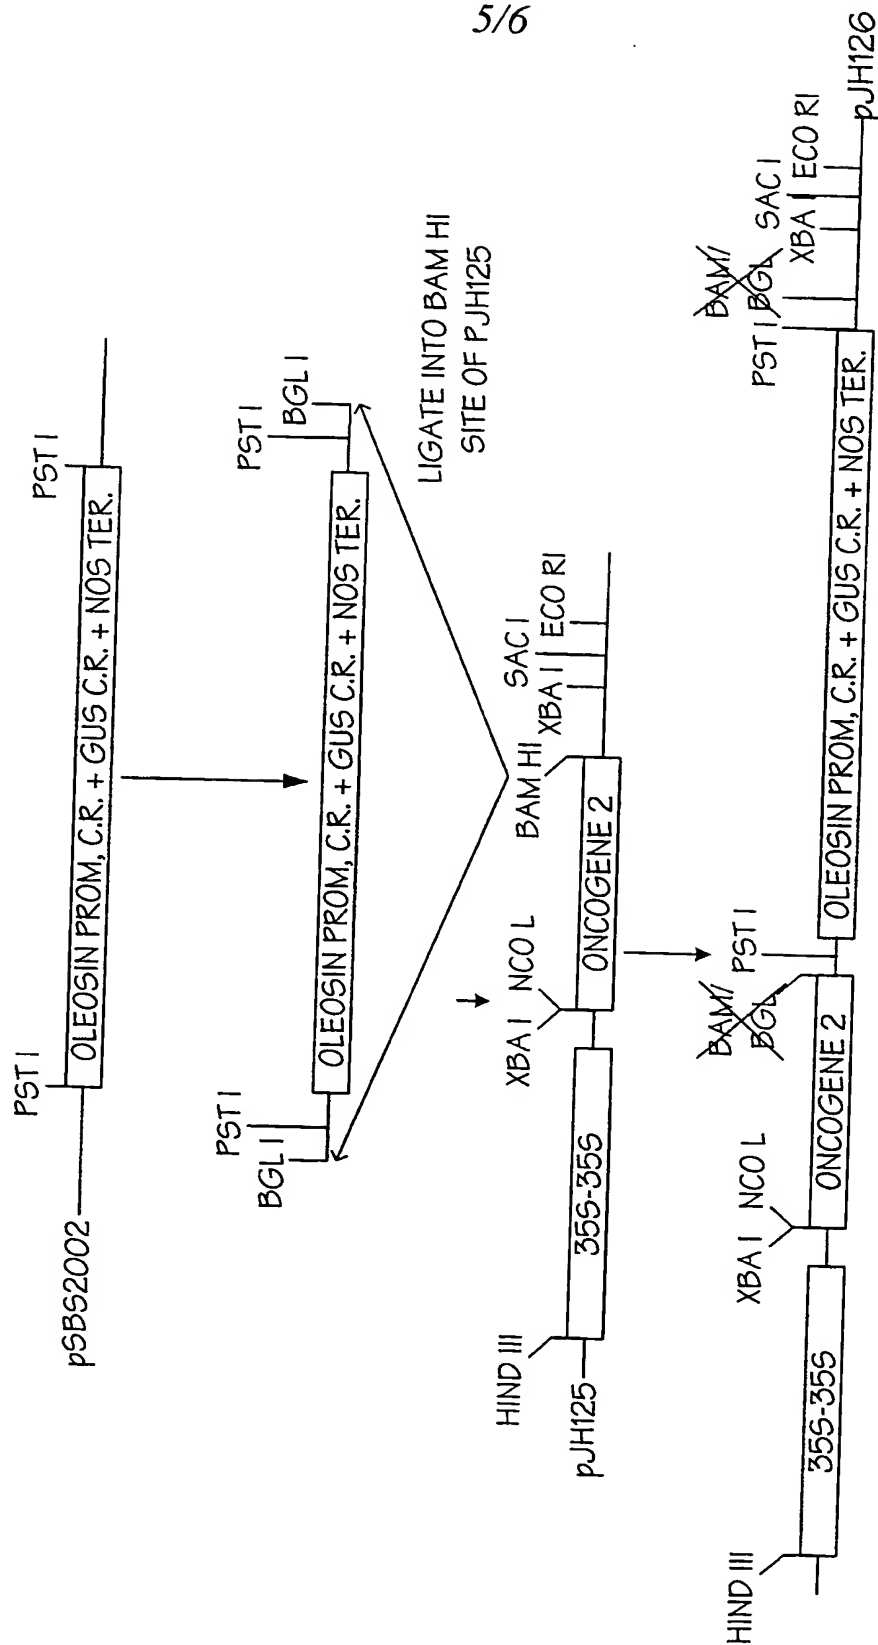 5/6
PST I
PST I
pSBS2002
OLEOSIN PROM, C.R. + GUS C.R. + NOS TER.
PST I
BGL I
PST I
BGL I
OLEOSIN PROM, C.R. + GUS C.R. + NOS TER.
LIGATE INTO BAM HI
SITE OF PJH125
HIND III
XBA I
NCO L
BAM HI
XBA I
SAC I
ECO RI
pJH125
35S-35S
ONCOGENE 2
HIND III
XBA I
NCO L
BAM/
BGL
PST I
PST I
BAM/
BGL
XBA I
SAC I
ECO RI
35S-35S
ONCOGENE 2
OLEOSIN PROM, C.R. + GUS C.R. + NOS TER.
pJH126